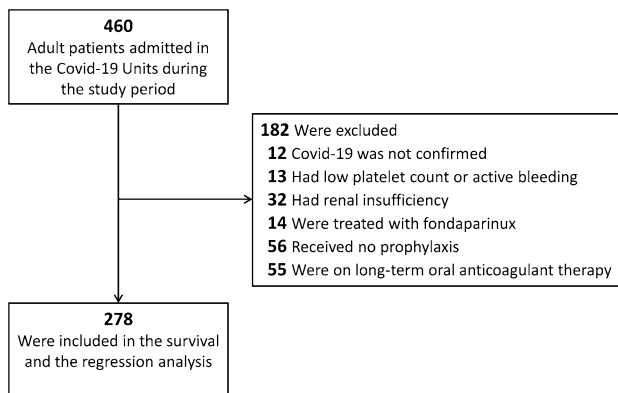 460
Adult patients admitted in
the Covid-19 Units during
the study period
182 Were excluded
12 Covid-19 was not confirmed
13 Had low platelet count or active bleeding
32 Had renal insufficiency
14 Were treated with fondaparinux
56 Received no prophylaxis
55 Were on long-term oral anticoagulant therapy
278
Were included in the survival
and the regression analysis